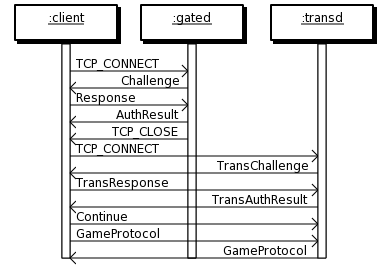 :client :gated :transd
TCP_CONNECT
Challenge
Response
AuthResult
TCP_CLOSE
TCP_CONNECT
TransChallenge
TransResponse
TransAuthResult
Continue
GameProtocol
GameProtocol